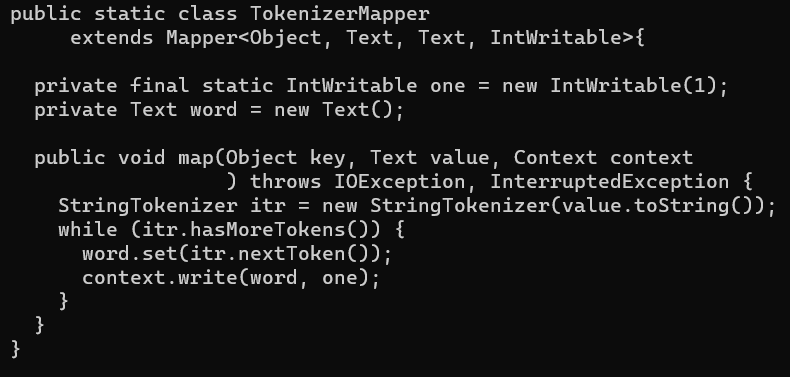 public static class TokenizerMapper
     extends Mapper<Object, Text, Text, IntWritable>{

  private final static IntWritable one = new IntWritable(1);
  private Text word = new Text();

  public void map(Object key, Text value, Context context
                  ) throws IOException, InterruptedException {
    StringTokenizer itr = new StringTokenizer(value.toString());
    while (itr.hasMoreTokens()) {
      word.set(itr.nextToken());
      context.write(word, one);
    }
  }
}